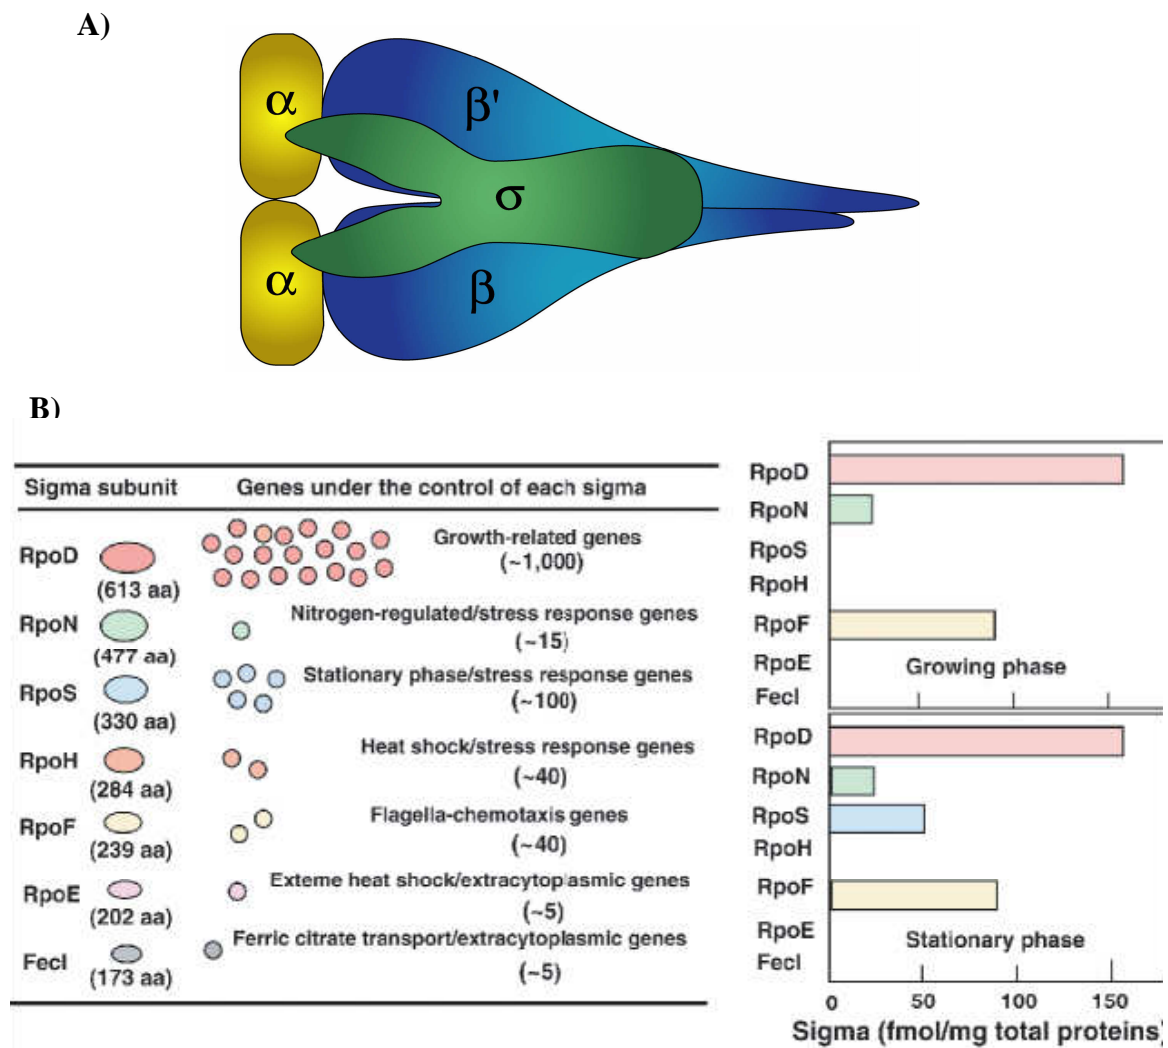 A)
α
β'
σ
α
β
B)
Sigma subunit Genes under the control of each sigma
RpoD
(613 aa)
Growth-related genes
(~1,000)
RpoN
(477 aa)
Nitrogen-regulated/stress response genes
(~15)
RpoS
(330 aa)
Stationary phase/stress response genes
(~100)
RpoH
(284 aa)
Heat shock/stress response genes
(~40)
RpoF
(239 aa)
Flagella-chemotaxis genes
(~40)
RpoE
(202 aa)
Exteme heat shock/extracytoplasmic genes
(~5)
FecI
(173 aa)
Ferric citrate transport/extracytoplasmic genes
(~5)
RpoD
RpoN
RpoS
RpoH
RpoF
RpoE
FecI
Growing phase
RpoD
RpoN
RpoS
RpoH
RpoF
RpoE
FecI
Stationary phase
0 50 100 150
Sigma (fmol/mg total proteins)